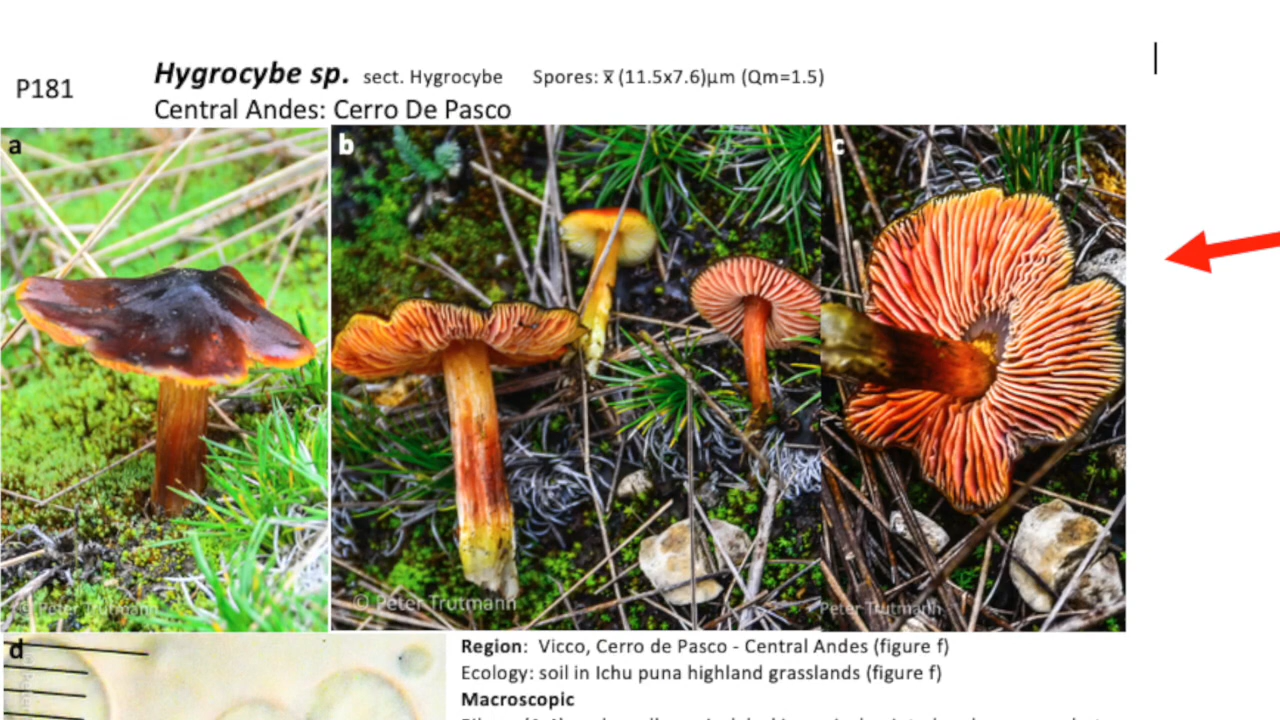 P181
Hygrocybe sp. sect. Hygrocybe Spores: x̅ (11.5x7.6)µm (Qm=1.5)
Central Andes: Cerro De Pasco
a
b
c
© Peter Trutmann
© Peter Trutmann
Peter Trutmann
d
Region: Vicco, Cerro de Pasco - Central Andes (figure f)
Ecology: soil in Ichu puna highland grasslands (figure f)
Macroscopic